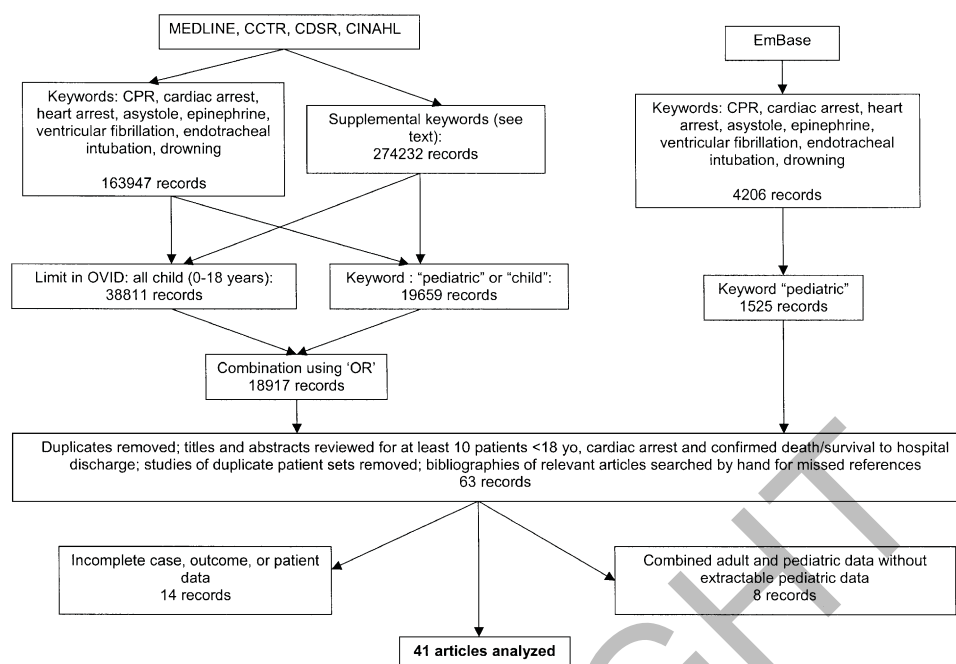 MEDLINE, CCTR, CDSR, CINAHL
EmBase
Keywords: CPR, cardiac arrest,
heart arrest, asystole, epinephrine,
ventricular fibrillation, endotracheal
intubation, drowning
163947 records
Supplemental keywords (see
text):
274232 records
Keywords: CPR, cardiac arrest, heart
arrest, asystole, epinephrine,
ventricular fibrillation, endotracheal
intubation, drowning
4206 records
Limit in OVID: all child (0-18 years):
38811 records
Keyword : "pediatric" or "child":
19659 records
Keyword "pediatric"
1525 records
Combination using 'OR'
18917 records
Duplicates removed; titles and abstracts reviewed for at least 10 patients <18 yo, cardiac arrest and confirmed death/survival to hospital
discharge; studies of duplicate patient sets removed; bibliographies of relevant articles searched by hand for missed references
63 records
Incomplete case, outcome, or patient
data
14 records
Combined adult and pediatric data without
extractable pediatric data
8 records
41 articles analyzed